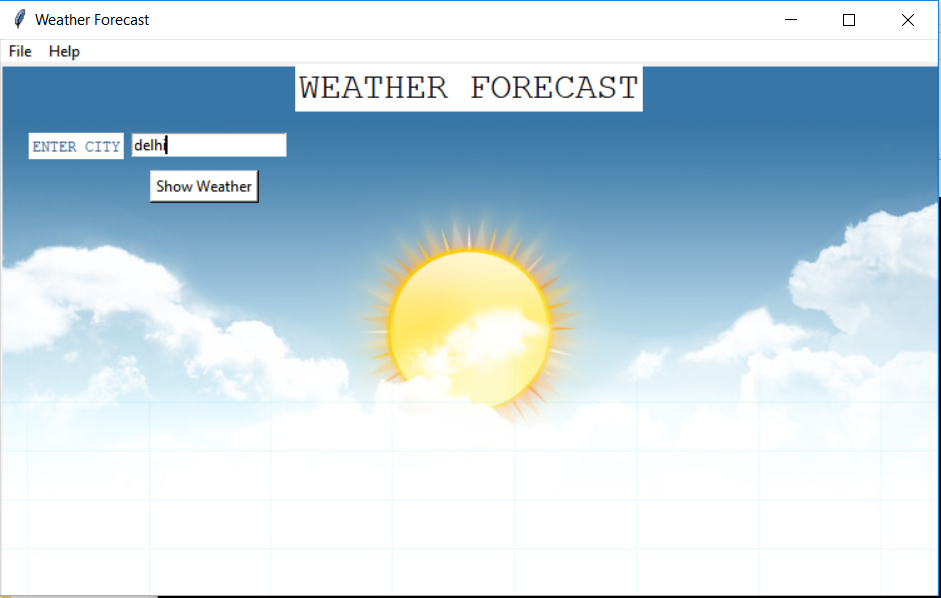 Weather Forecast
File Help
WEATHER FORECAST
ENTER CITY delhi
Show Weather